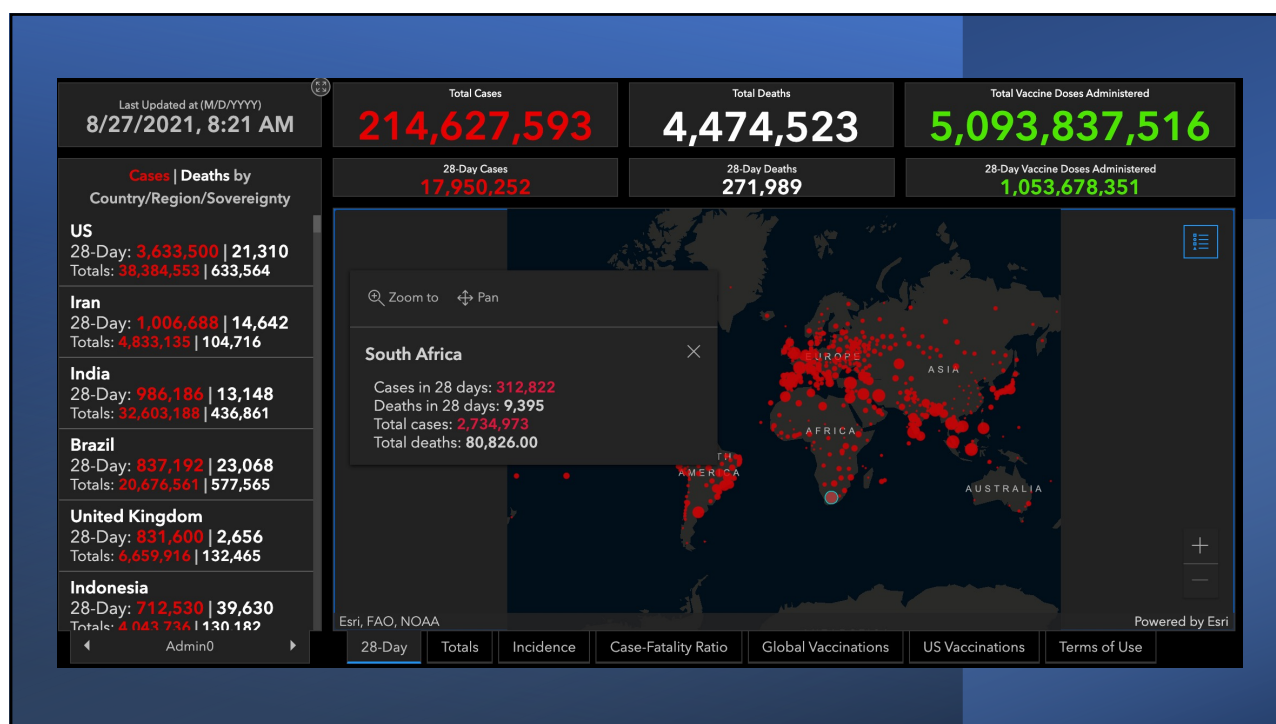 Last Updated at (M/D/YYYY)
8/27/2021, 8:21 AM
Total Cases
214,627,593
Total Deaths
4,474,523
Total Vaccine Doses Administered
5,093,837,516
28-Day Cases
17,950,252
28-Day Deaths
271,989
28-Day Vaccine Doses Administered
1,053,678,351
Cases | Deaths by
Country/Region/Sovereignty
US
28-Day: 3,633,500 | 21,310
Totals: 38,384,553 | 633,564
Iran
28-Day: 1,006,688 | 14,642
Totals: 4,833,135 | 104,716
India
28-Day: 986,186 | 13,148
Totals: 32,603,188 | 436,861
Brazil
28-Day: 837,192 | 23,068
Totals: 20,676,561 | 577,565
United Kingdom
28-Day: 831,600 | 2,656
Totals: 6,659,916 | 132,465
Indonesia
28-Day: 712,530 | 39,630
Totals: 4,043,736 | 130,182
Admin0
Zoom to
Pan
South Africa
Cases in 28 days: 312,822
Deaths in 28 days: 9,395
Total cases: 2,734,973
Total deaths: 80,826.00
EUROPE
ASIA
AFRICA
TH
AMERICA
AUSTRALIA
Esri, FAO, NOAA
Powered by Esri
28-Day
Totals
Incidence
Case-Fatality Ratio
Global Vaccinations
US Vaccinations
Terms of Use